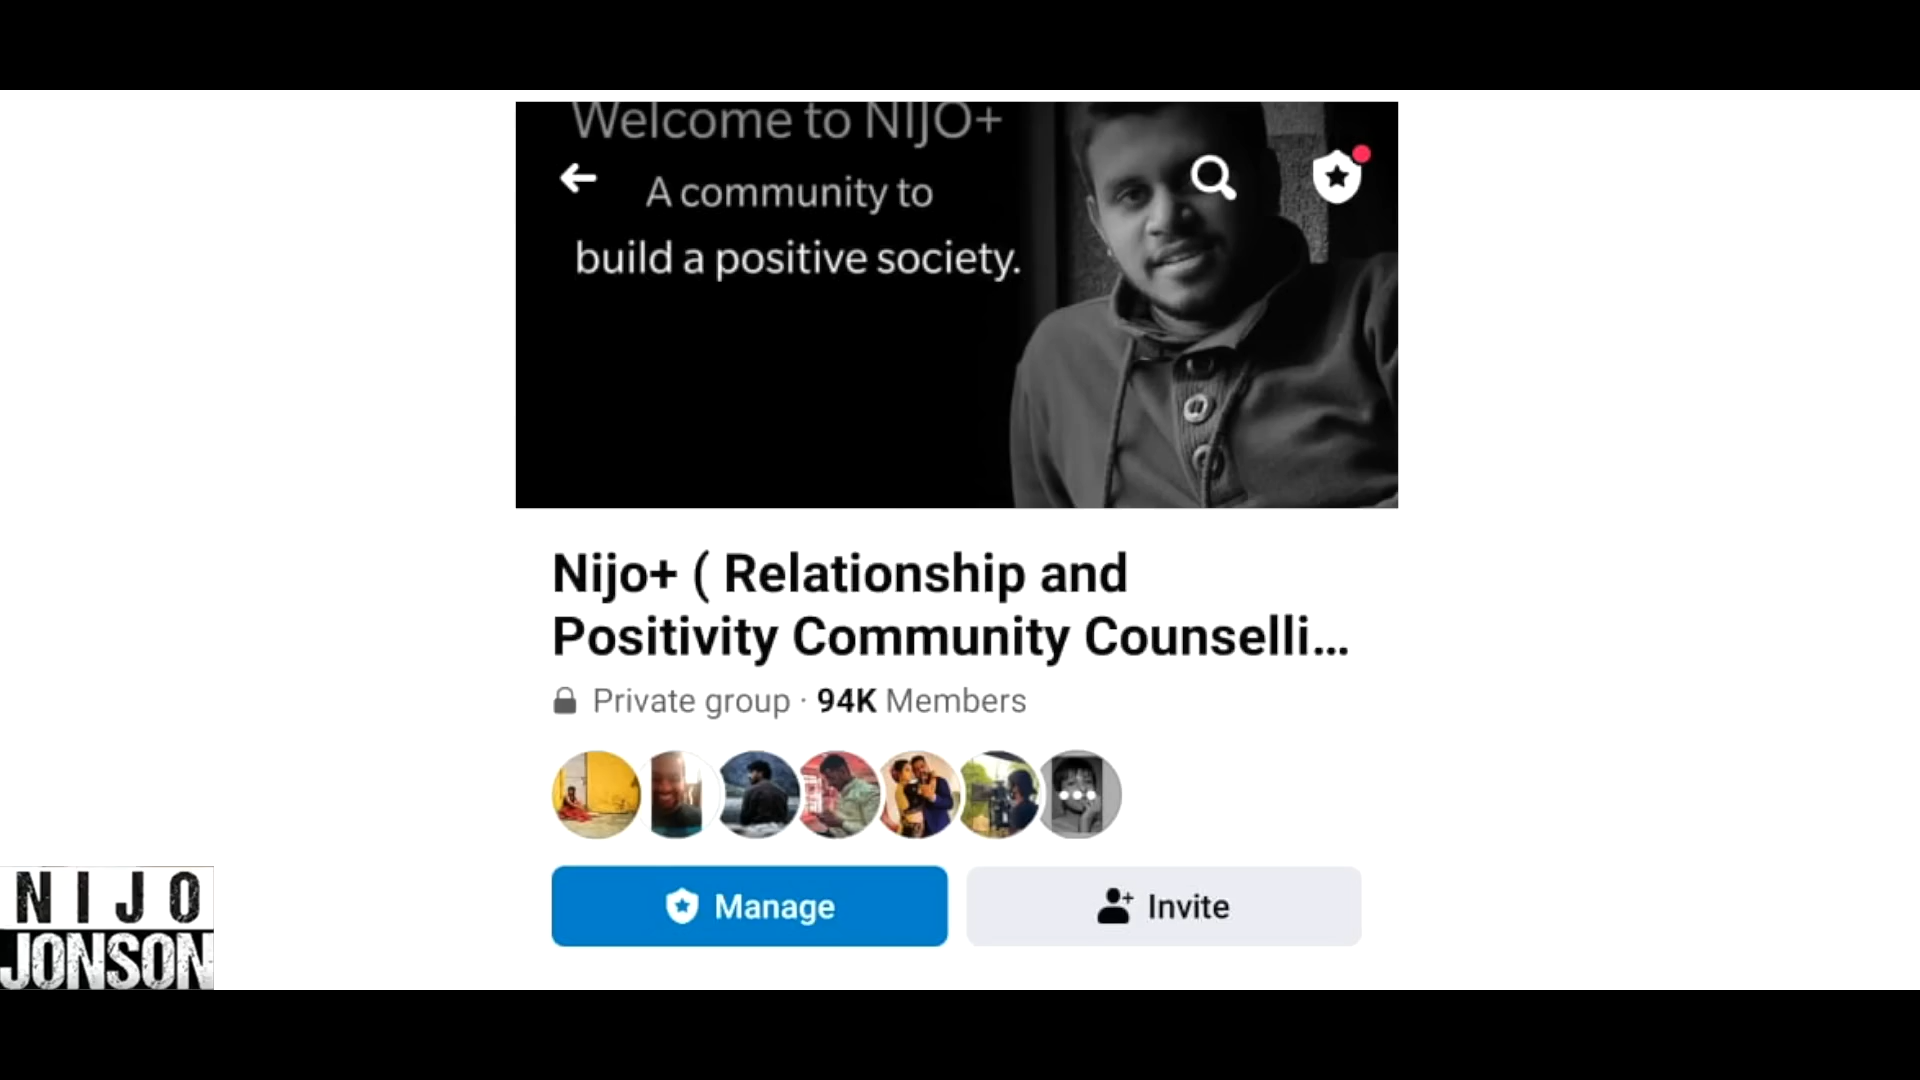 Welcome to NIJO+
A community to
build a positive society.
Nijo+ ( Relationship and
Positivity Community Counselli...
Private group · 94K Members
Manage
Invite
NIJO
JONSON